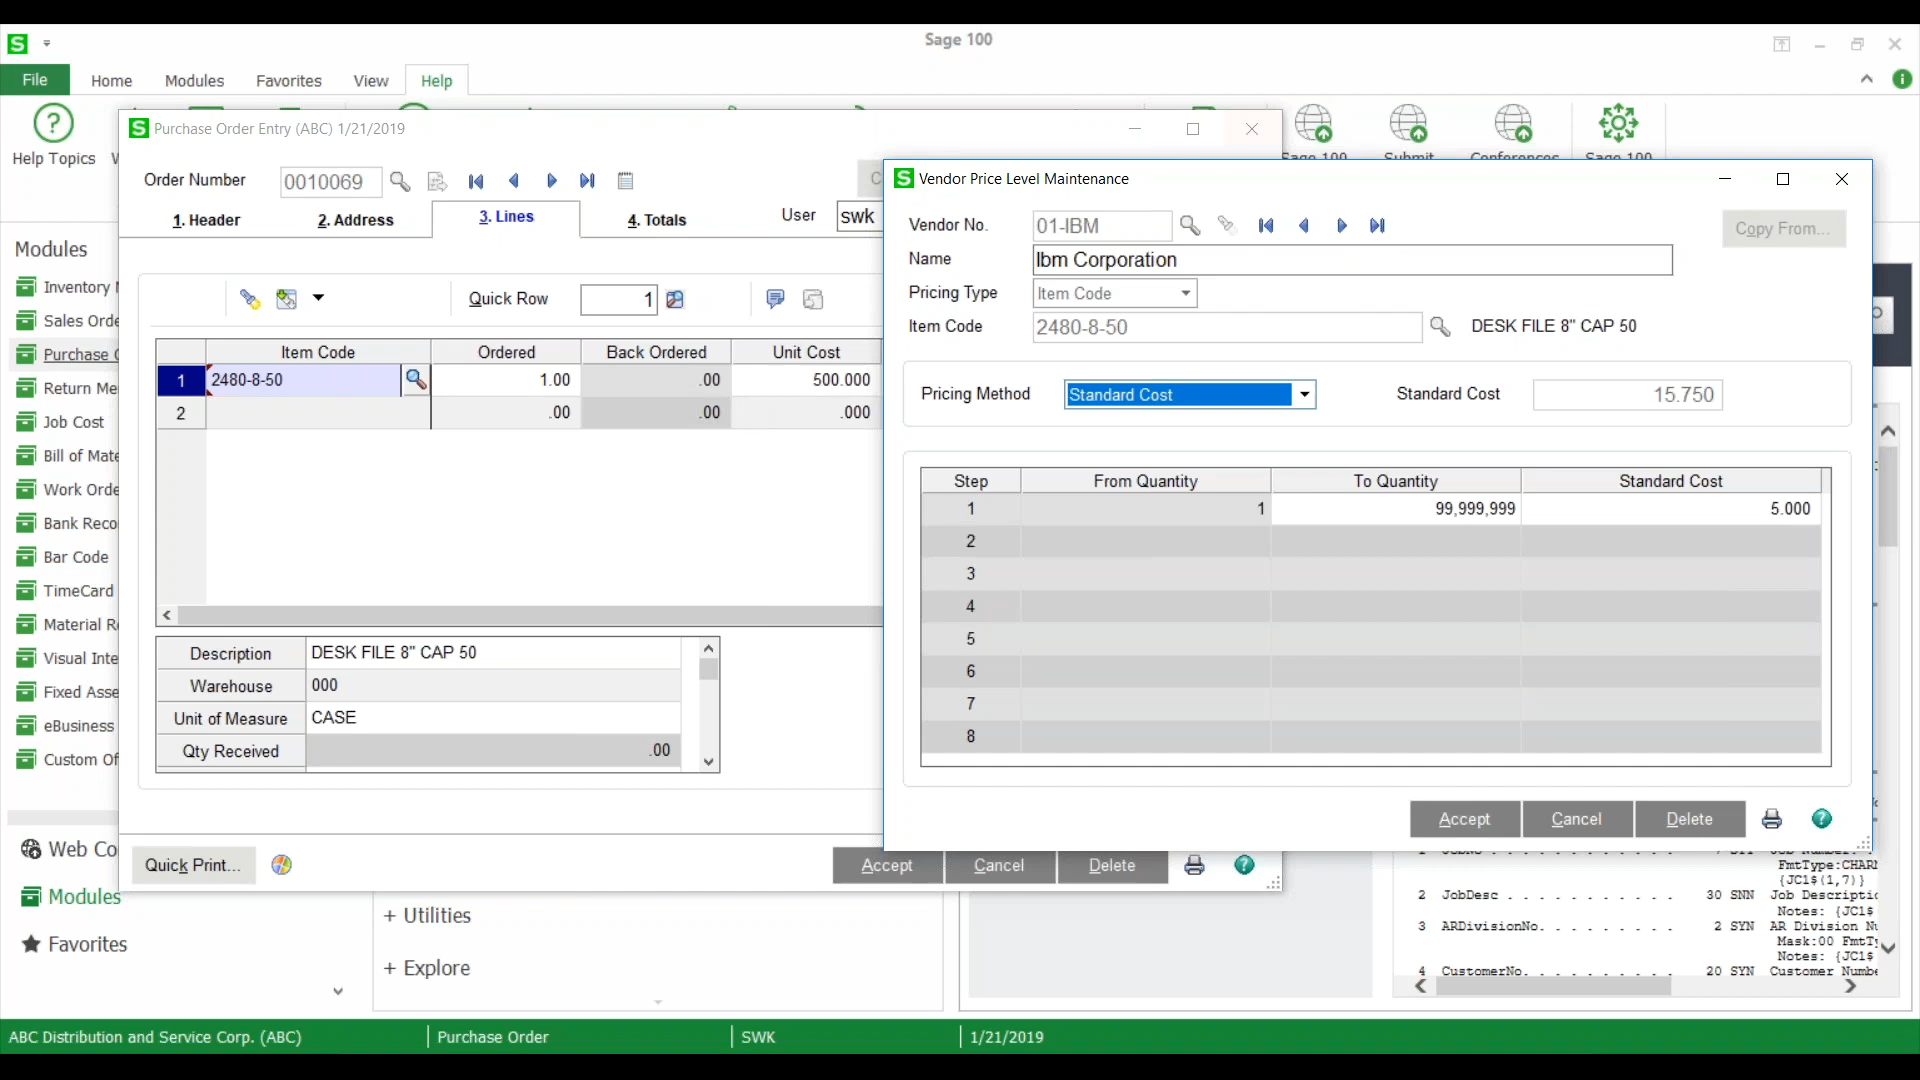 Sage 100
File Home Modules Favorites View Help
Help Topics
Submit
Purchase Order Entry (ABC) 1/21/2019
Order Number 0010069
1. Header 2. Address 3. Lines 4. Totals User swk
Quick Row 1
Item Code Ordered Back Ordered Unit Cost
1 2480-8-50 1.00 .00 500.000
2 .00 .00 .000
Description DESK FILE 8" CAP 50
Warehouse 000
Unit of Measure CASE
Qty Received .00
Quick Print...
Accept Cancel Delete
Vendor Price Level Maintenance
Vendor No. 01-IBM Copy From...
Name Ibm Corporation
Pricing Type Item Code
Item Code 2480-8-50 DESK FILE 8" CAP 50
Pricing Method Standard Cost Standard Cost 15.750
Step From Quantity To Quantity Standard Cost
1 1 99,999,999 5.000
2
3
4
5
6
7
8
Accept Cancel Delete
Modules
Inventory
Sales Orde
Purchase
Return Me
Job Cost
Bill of Mate
Work Orde
Bank Reco
Bar Code
TimeCard
Material R
Visual Inte
Fixed Asse
eBusiness
Custom Of
Web Co
Modules
Favorites
+ Utilities
+ Explore
FmtType:CHAR
{JC1$(1,7)}
2 JobDesc . . . . . . . . . . . 30 SNN Job Descriptio
Notes: {JC1$
3 ARDivisionNo. . . . . . . . . 2 SYN AR Division Nu
Mask:00 FmtTy
Notes: {JC1$
4 CustomerNo. . . . . . . . . . 20 SYN Customer Numbe
ABC Distribution and Service Corp. (ABC) Purchase Order SWK 1/21/2019